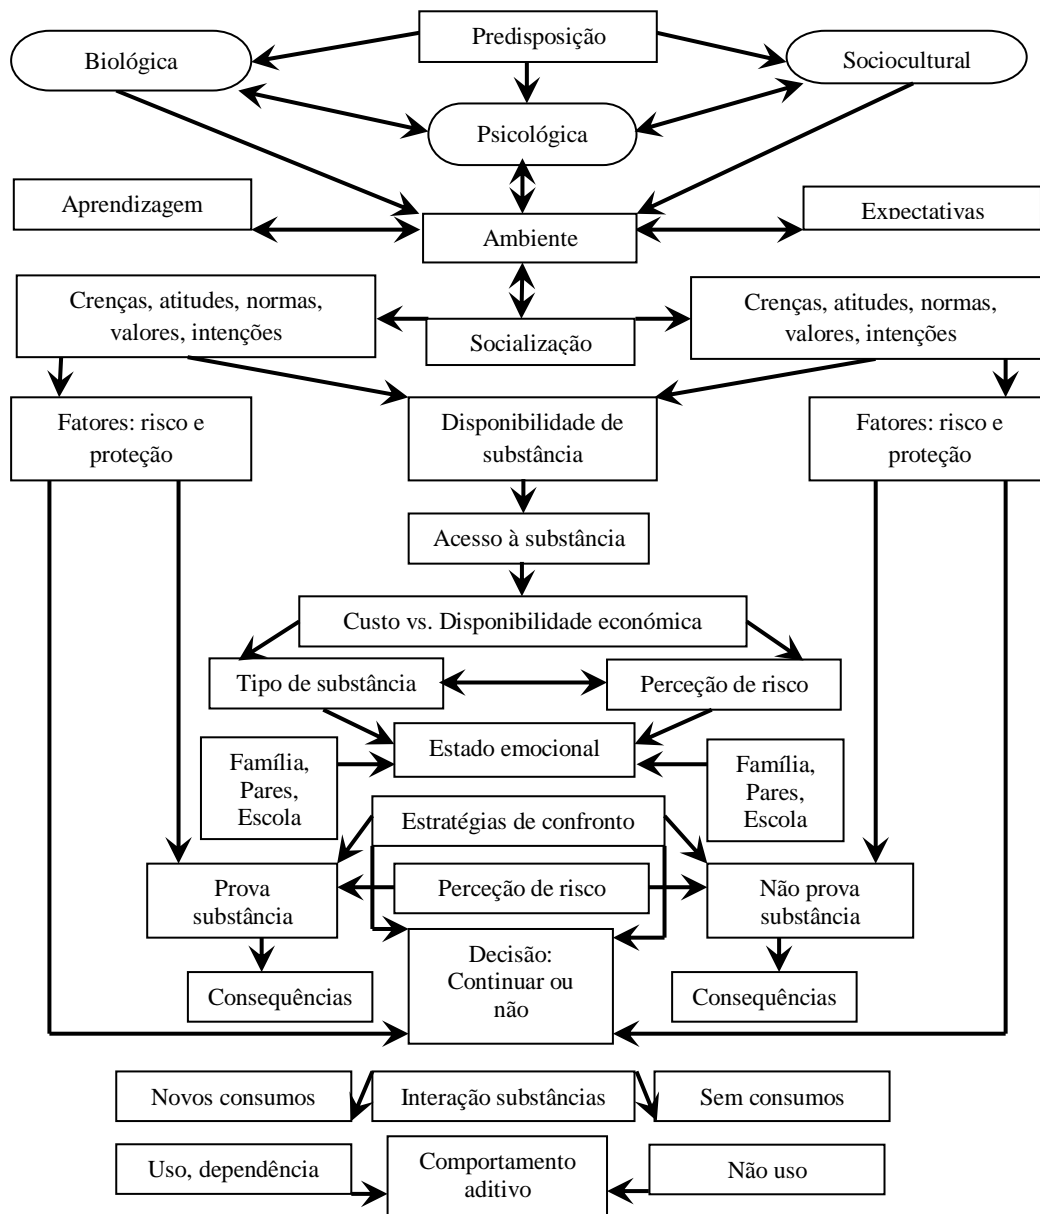 Predisposição
Biológica
Sociocultural
Psicológica
Aprendizagem
Expectativas
Ambiente
Crenças, atitudes, normas,
valores, intenções
Crenças, atitudes, normas,
valores, intenções
Socialização
Fatores: risco e
proteção
Disponibilidade de
substância
Fatores: risco e
proteção
Acesso à substância
Custo vs. Disponibilidade económica
Tipo de substância
Perceção de risco
Estado emocional
Família,
Pares,
Escola
Família,
Pares,
Escola
Estratégias de confronto
Prova
substância
Perceção de risco
Não prova
substância
Decisão:
Continuar ou
não
Consequências
Consequências
Novos consumos
Interação substâncias
Sem consumos
Uso, dependência
Comportamento
aditivo
Não uso